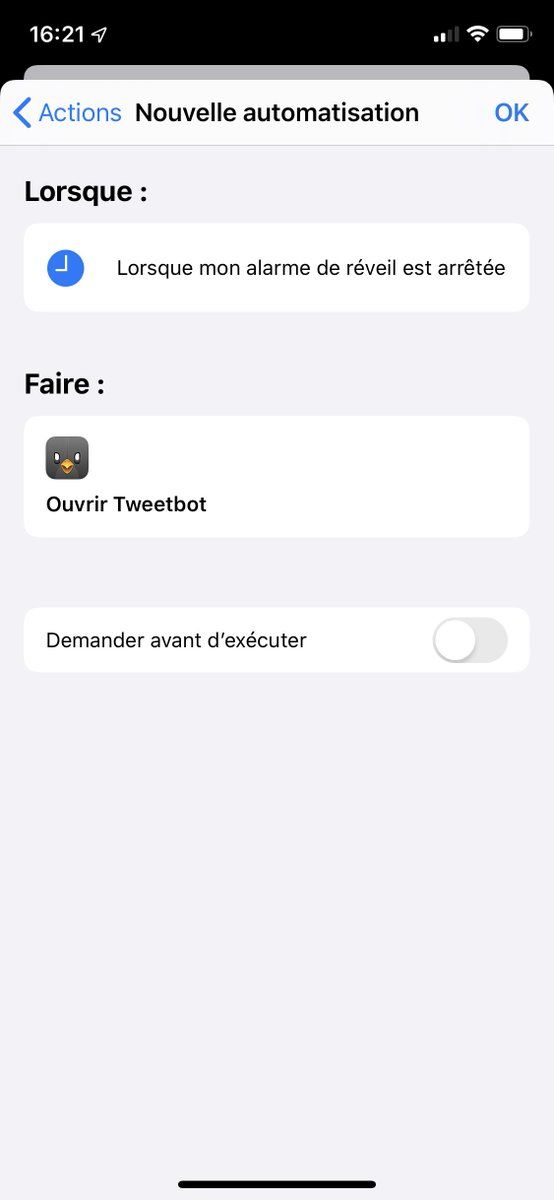 16:21
Actions
Nouvelle automatisation
OK
Lorsque :
Lorsque mon alarme de réveil est arrêtée
Faire :
Ouvrir Tweetbot
Demander avant d’exécuter